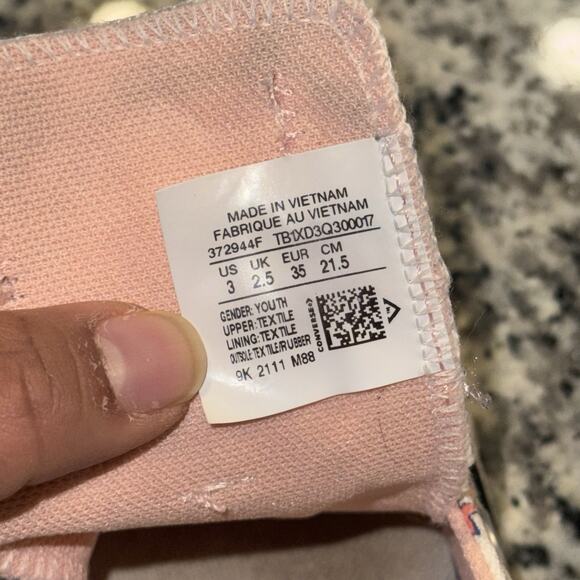 MADE IN VIETNAM
FABRIQUE AU VIETNAM
372944F TB1XD3Q300017
US UK EUR CM
3 2.5 35 21.5
GENDER: YOUTH
UPPER: TEXTILE
LINING: TEXTILE
OUTSOLE: TEXTILE/RUBBER
CONVERSE
9K 2111 M88